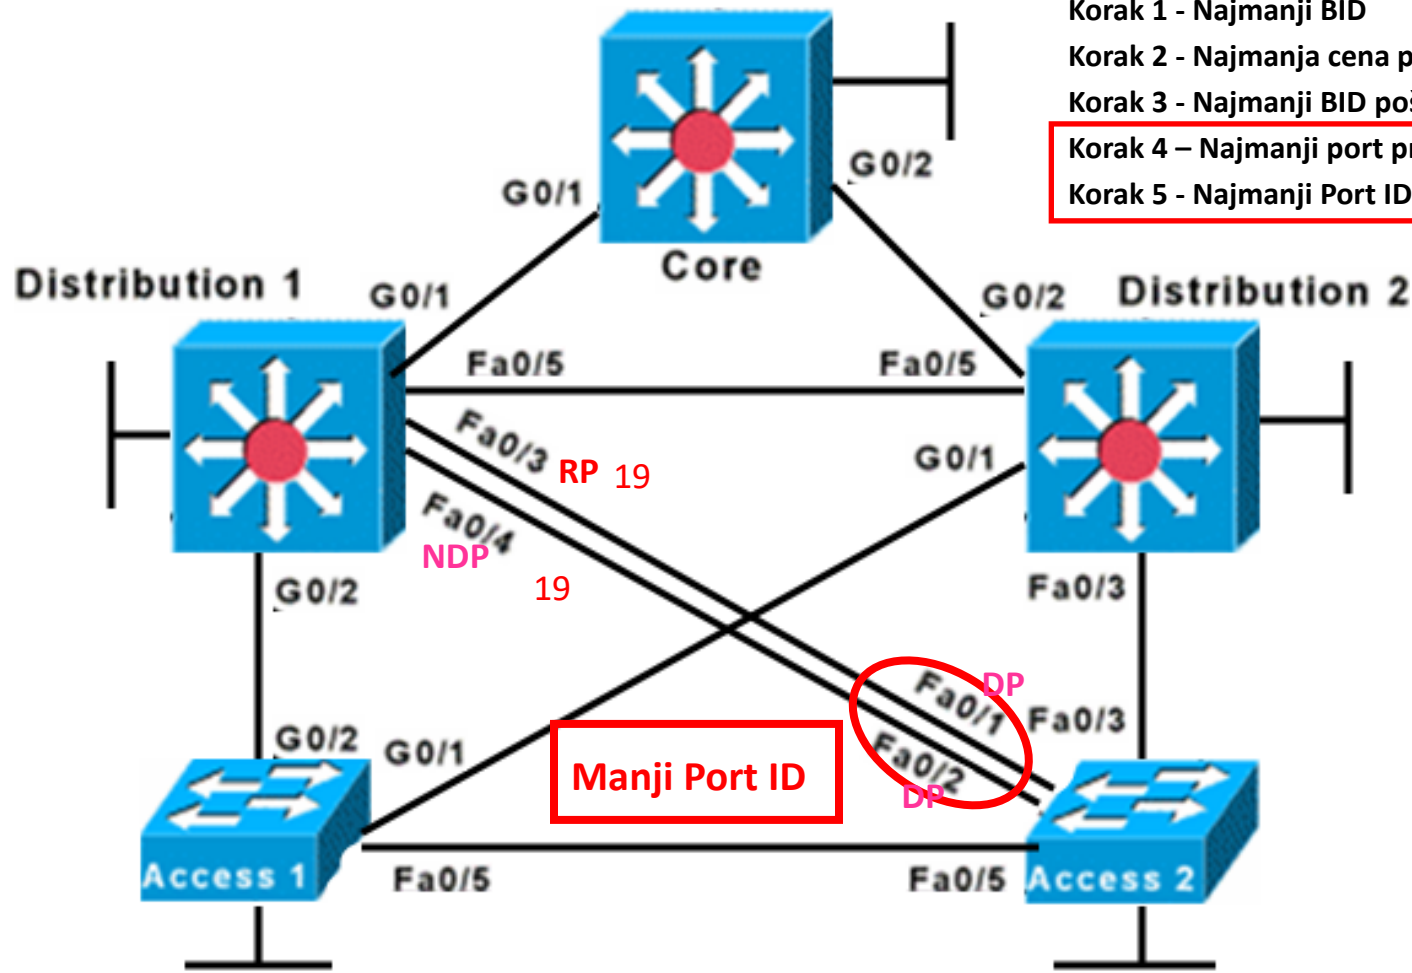 Korak 1 - Najmanji BID
Korak 2 - Najmanja cena
Korak 3 - Najmanji BID
Korak 4 – Najmanji port
Korak 5 - Najmanji Port ID
G0/2
G0/1
Core
Distribution 1
G0/1
G0/2
Distribution 2
Fa0/5
Fa0/5
Fa0/3
RP 19
G0/1
Fa0/4
NDP
19
G0/2
Fa0/3
DP
Fa0/1
Fa0/3
G0/2
G0/1
Fa0/2
DP
Manji Port ID
Access 1
Fa0/5
Fa0/5
Access 2